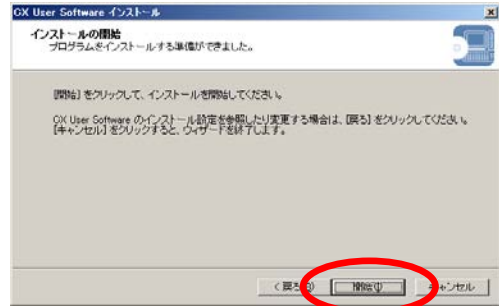 CX User Software インストール
インストールの開始
プログラムをインストールする準備ができました。
[開始] をクリックして、インストールを開始してください。
CX User Software のインストール設定を参照したり変更する場合は、[戻る] をクリックしてください。
[キャンセル] をクリックすると、ウィザードを終了します。
< 戻る(B)
開始(I)
キャンセル